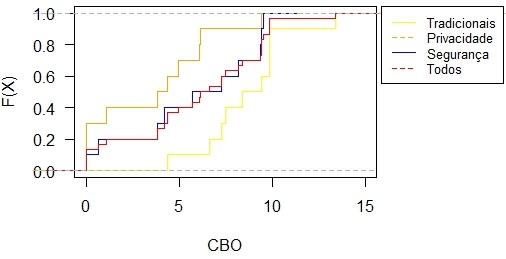 F(X)
1.0
0.8
0.6
0.4
0.2
0.0
0 5 10 15
CBO
Tradicionais
Privacidade
Segurança
Todos